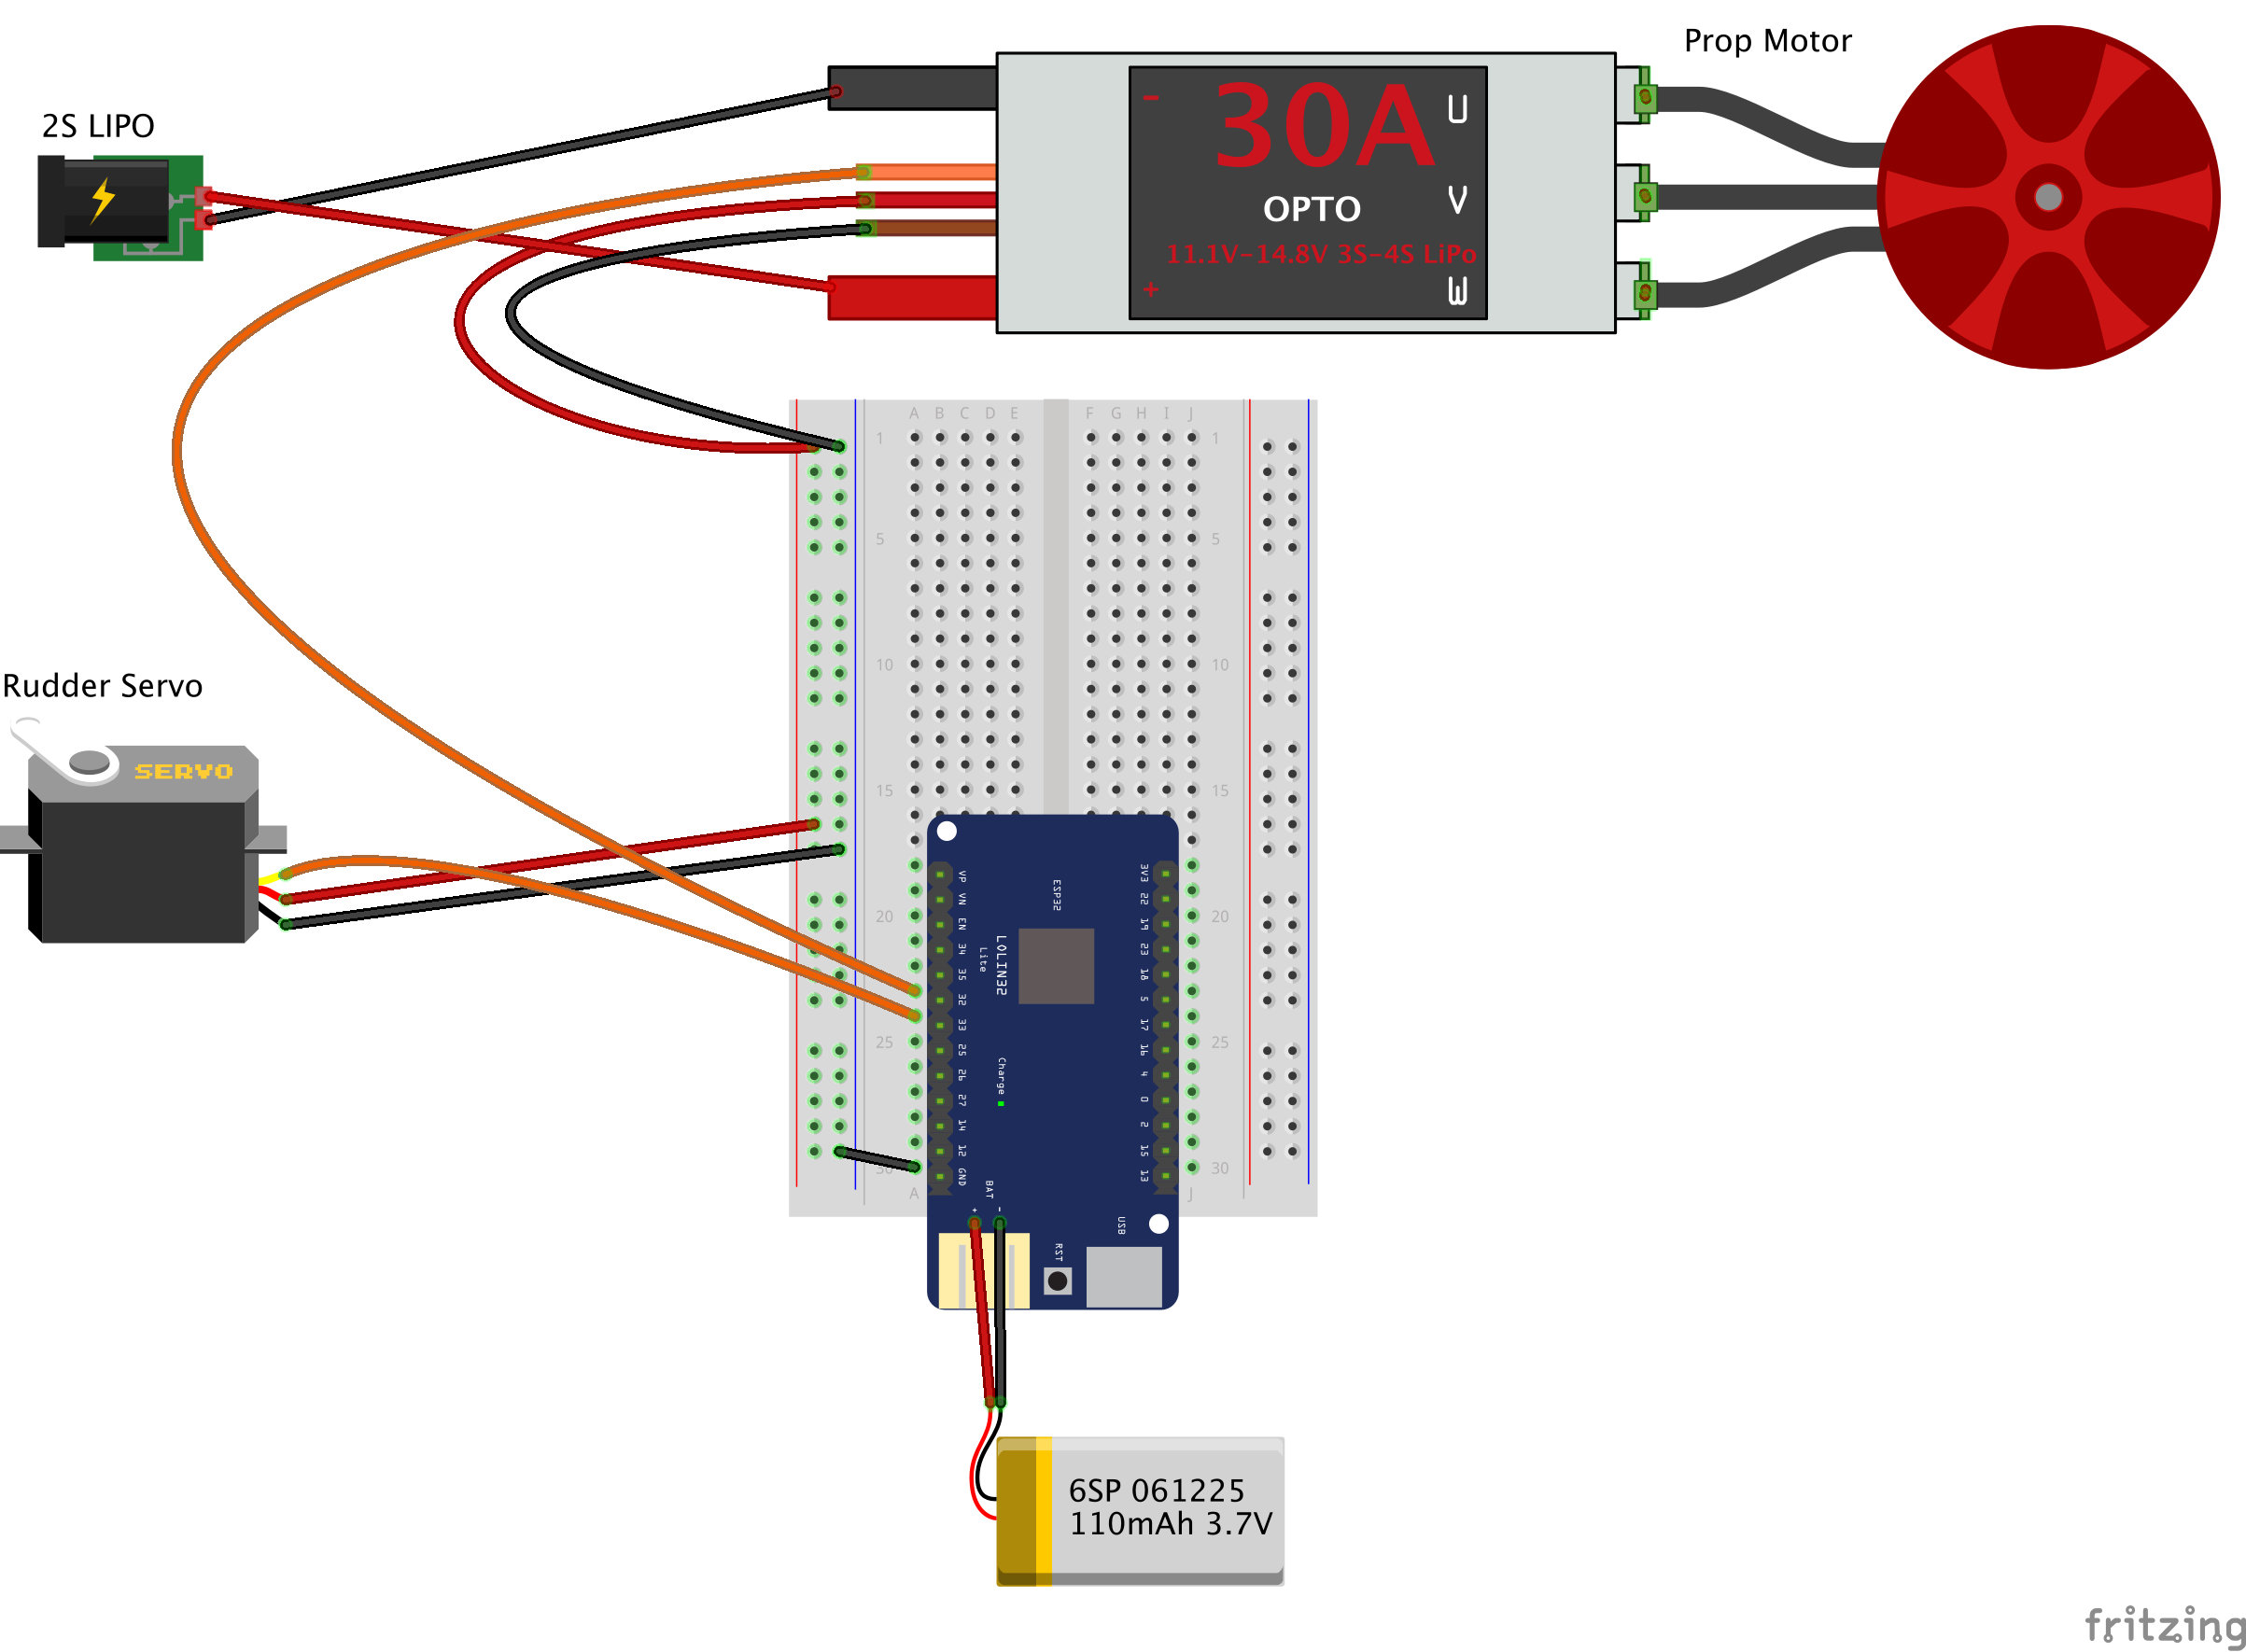 Prop Motor
2S LIPO
- 30A U
OPTO V
11.1V-14.8V 3S-4S LiPo
+ W
A B C D E F G H I J
1 1
5 5
10 10
Rudder Servo
SERVO
15 15
20 20
25 25
30 30
A J
VP
VN
EN
34
35
32
33
25
26
27
14
12
GND
ESP32
LOLIN32
Lite
Charge
3V3
22
19
23
18
5
17
16
4
0
2
15
13
BAT
+ -
RST
USB
6SP 061225
110mAh 3.7V
fritzing